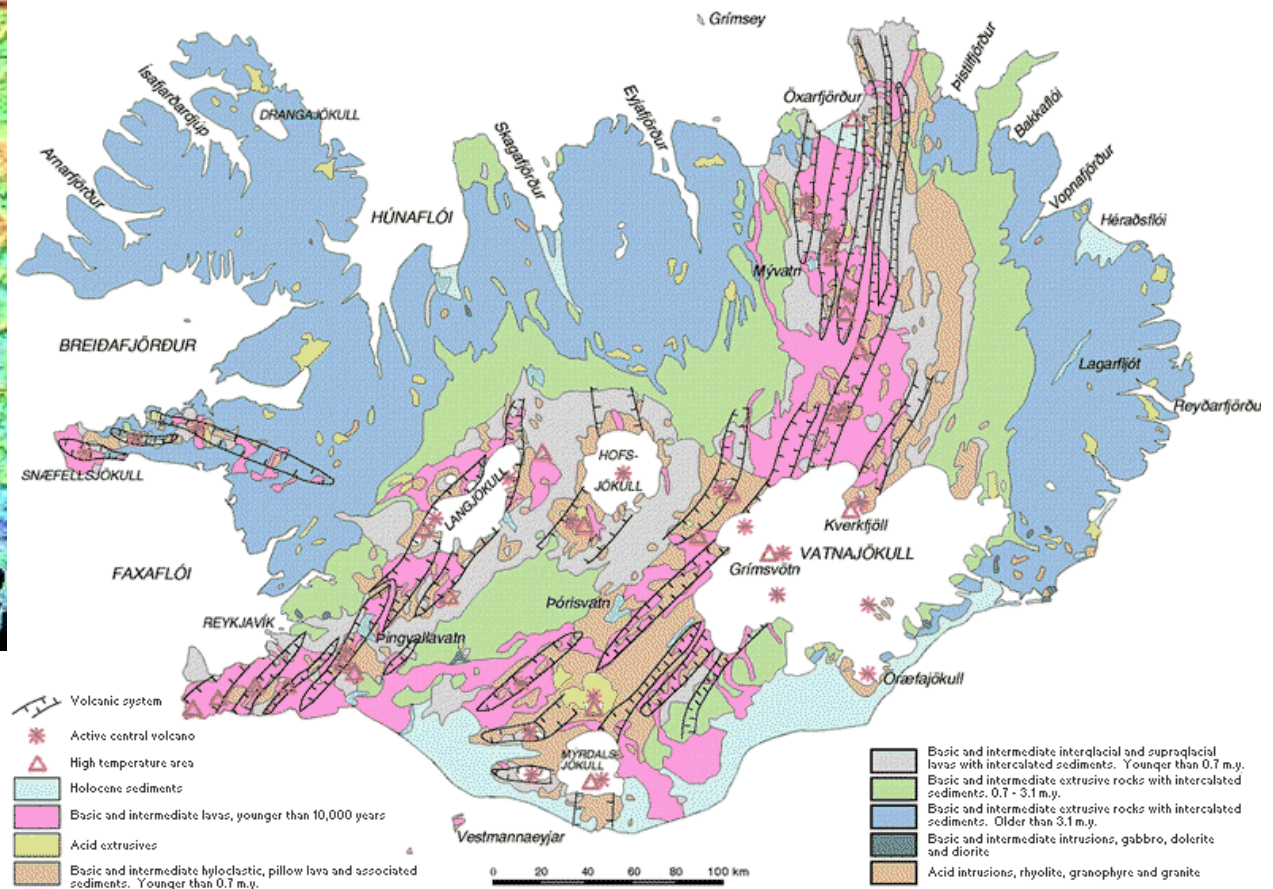 Grímsey
Ísafjarðardjúp
DRANGAJÖKULL
Arnarfjörður
HÚNAFLÓI
Skagafjörður
Eyjafjörður
Öxarfjörður
Þistilfjörður
Bakkaflói
Vopnafjörður
Héraðsflói
Mývatn
BREIÐAFJÖRÐUR
Lagarfljót
Reyðarfjörðu
SNÆFELLSJÖKULL
LANGJÖKULL
HOFS-
JÖKULL
Kverkfjöll
VATNAJÖKULL
Grímsvötn
FAXAFLÓI
Þórisvatn
REYKJAVÍK
Þingvallavatn
Öræfajökull
MÝRDALS-
JÖKULL
Vestmannaeyjar
Volcanic system
Active central volcano
High temperature area
Holocene sediments
Basic and intermediate lavas, younger than 10,000 years
Acid extrusives
Basic and intermediate hyloclastic, pillow lava and associated
sediments. Younger than 0.7 m.y.
0 20 40 60 80 100 km
Basic and intermediate interglacial and supraglacial
lavas with intercalated sediments. Younger than 0.7 m.y.
Basic and intermediate extrusive rocks with intercalated
sediments. 0.7 - 3.1 m.y.
Basic and intermediate extrusive rocks with intercalated
sediments. Older than 3.1 m.y.
Basic and intermediate intrusions, gabbro, dolerite
and diorite
Acid intrusions, rhyolite, granophyre and granite